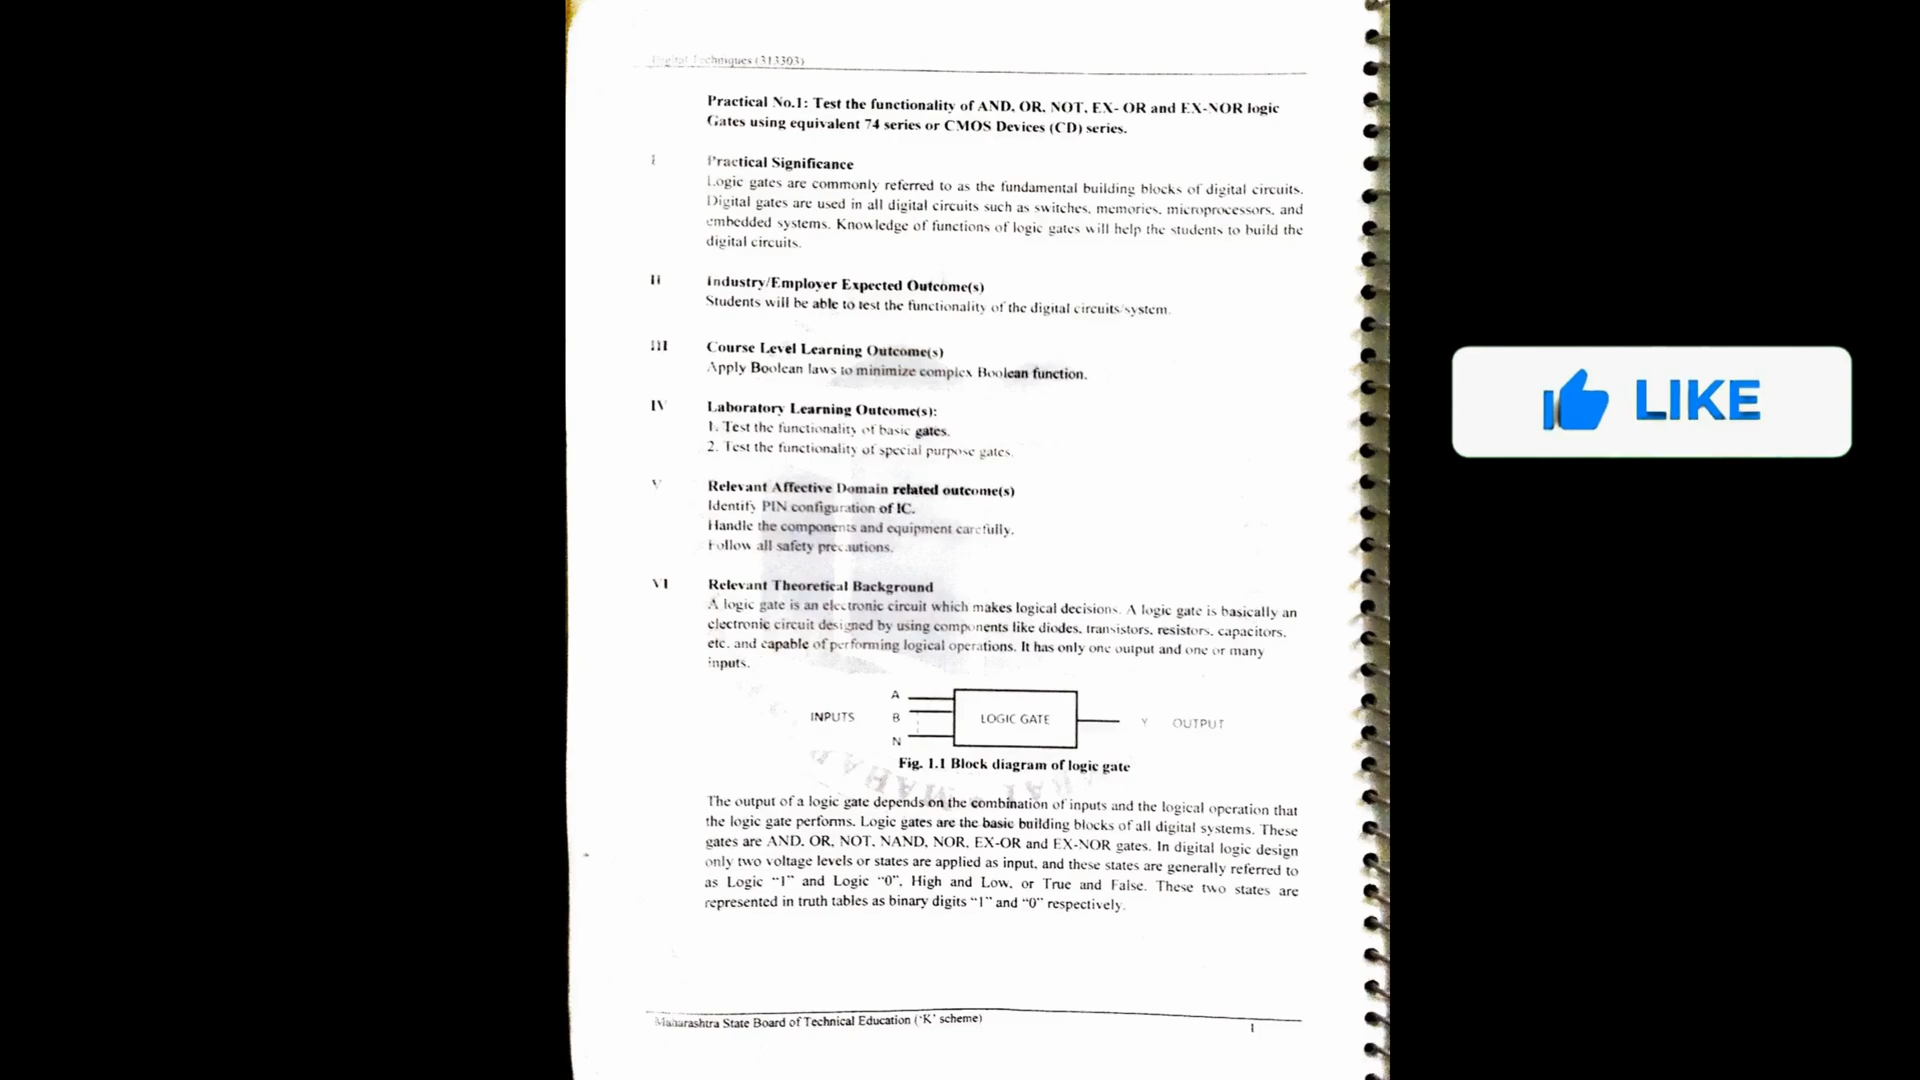 Digital Techniques (313303)
Practical No.1: Test the functionality of AND, OR, NOT, EX- OR and EX-NOR logic
Gates using equivalent 74 series or CMOS Devices (CD) series.
I Practical Significance
Logic gates are commonly referred to as the fundamental building blocks of digital circuits.
Digital gates are used in all digital circuits such as switches, memories, microprocessors, and
embedded systems. Knowledge of functions of logic gates will help the students to build the
digital circuits.
II Industry/Employer Expected Outcome(s)
Students will be able to test the functionality of the digital circuits/system.
III Course Level Learning Outcome(s)
Apply Boolean laws to minimize complex Boolean function.
IV Laboratory Learning Outcome(s):
1. Test the functionality of basic gates.
2. Test the functionality of special purpose gates.
V Relevant Affective Domain related outcome(s)
Identify PIN configuration of IC.
Handle the components and equipment carefully.
Follow all safety precautions.
VI Relevant Theoretical Background
A logic gate is an electronic circuit which makes logical decisions. A logic gate is basically an
electronic circuit designed by using components like diodes, transistors, resistors, capacitors,
etc. and capable of performing logical operations. It has only one output and one or many
inputs.
A
INPUTS B LOGIC GATE Y OUTPUT
N
Fig. 1.1 Block diagram of logic gate
The output of a logic gate depends on the combination of inputs and the logical operation that
the logic gate performs. Logic gates are the basic building blocks of all digital systems. These
gates are AND, OR, NOT, NAND, NOR, EX-OR and EX-NOR gates. In digital logic design
only two voltage levels or states are applied as input, and these states are generally referred to
as Logic “1” and Logic “0”, High and Low, or True and False. These two states are
represented in truth tables as binary digits “1” and “0” respectively.
Maharashtra State Board of Technical Education (‘K’ scheme)
1
LIKE